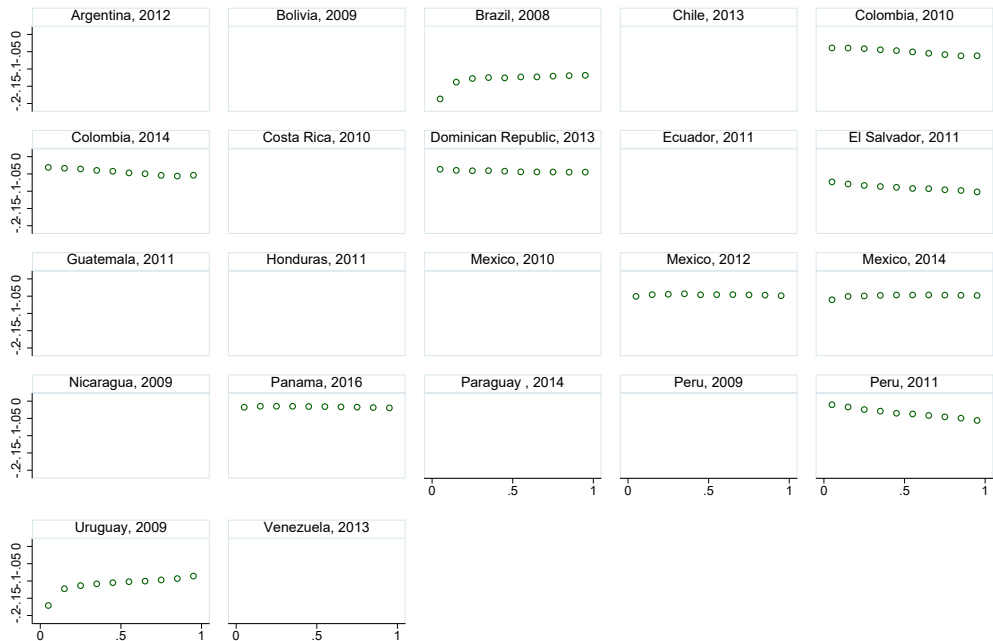 Argentina, 2012
Bolivia, 2009
Brazil, 2008
Chile, 2013
Colombia, 2010
-.2-.15-.1-.05 0
Colombia, 2014
Costa Rica, 2010
Dominican Republic, 2013
Ecuador, 2011
El Salvador, 2011
-.2-.15-.1-.05 0
Guatemala, 2011
Honduras, 2011
Mexico, 2010
Mexico, 2012
Mexico, 2014
-.2-.15-.1-.05 0
Nicaragua, 2009
Panama, 2016
Paraguay , 2014
Peru, 2009
Peru, 2011
-.2-.15-.1-.05 0
0 .5 1
0 .5 1
0 .5 1
Uruguay, 2009
Venezuela, 2013
-.2-.15-.1-.05 0
0 .5 1
0 .5 1